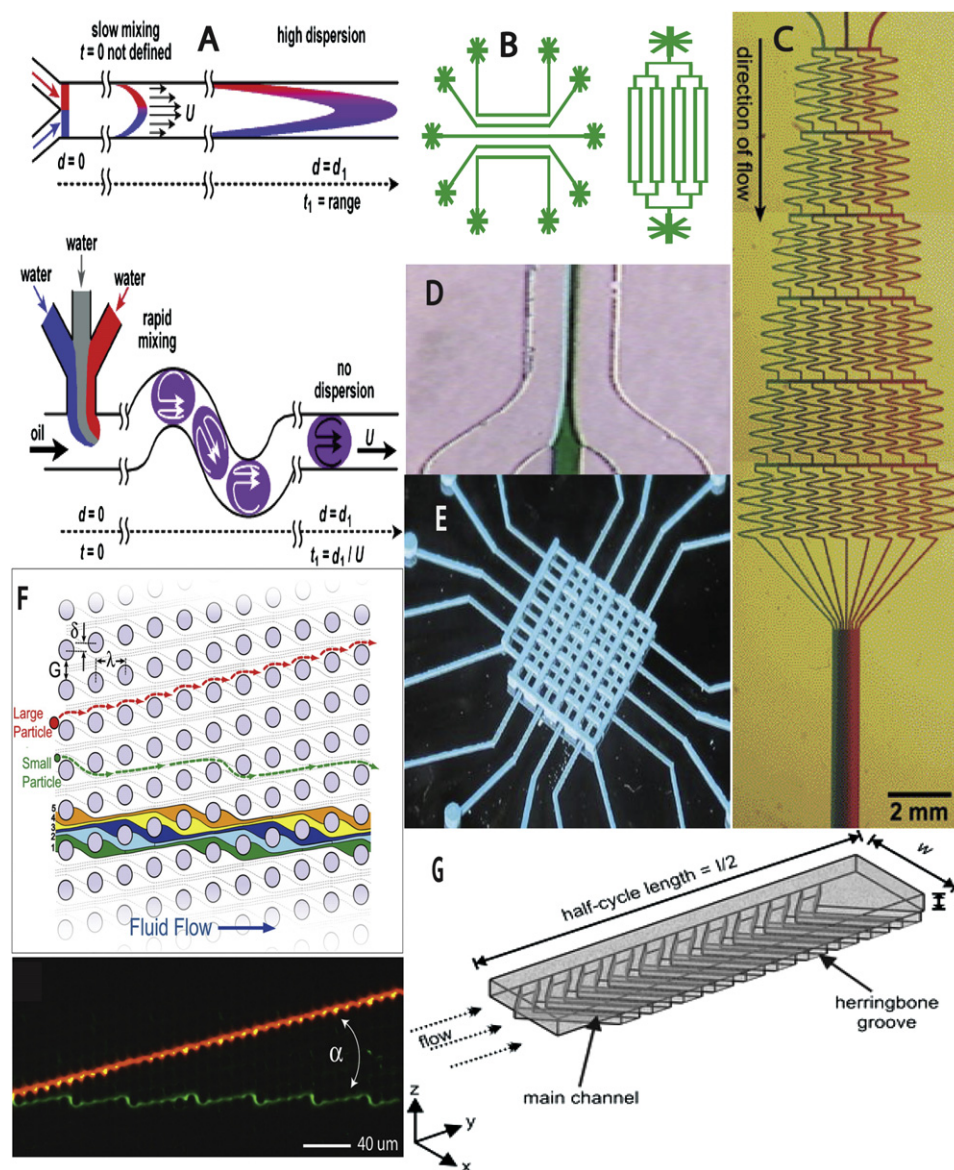 A
slow mixing
t = 0 not defined
high dispersion
U
d = 0
d = d1
t1 = range
water
water
water
rapid
mixing
no
dispersion
oil
U
d = 0
d = d1
t = 0
t1 = d1 / U
B
C
direction
of flow
2 mm
D
E
F
δ
G
λ
Large
Particle
Small
Particle
5
4
3
2
1
Fluid Flow
α
40 um
G
half-cycle length = l/2
w
flow
main channel
herringbone
groove
z
y
x